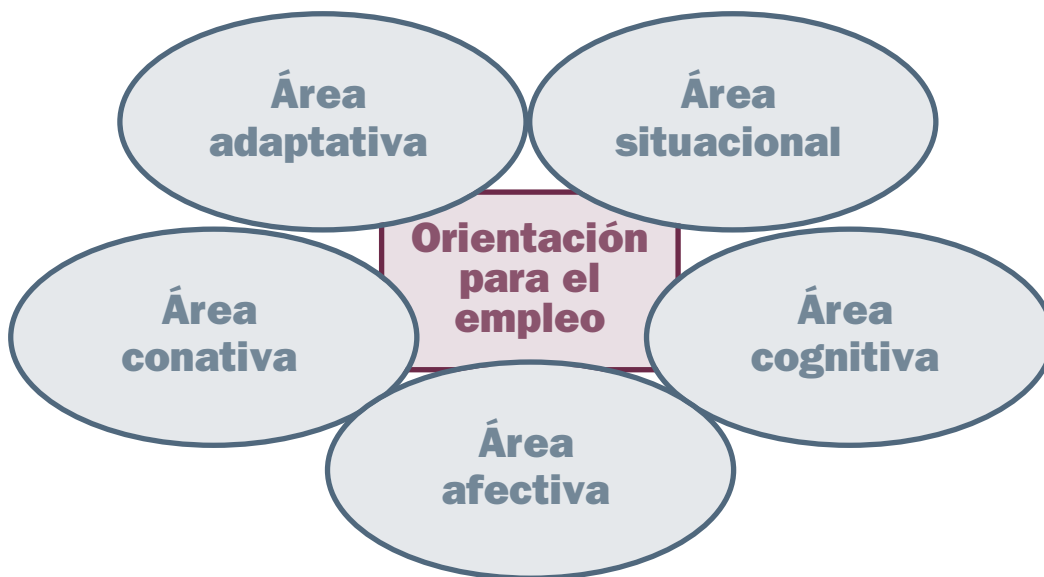 Área
adaptativa
Área
situacional
Orientación
para el
empleo
Área
conativa
Área
cognitiva
Área
afectiva